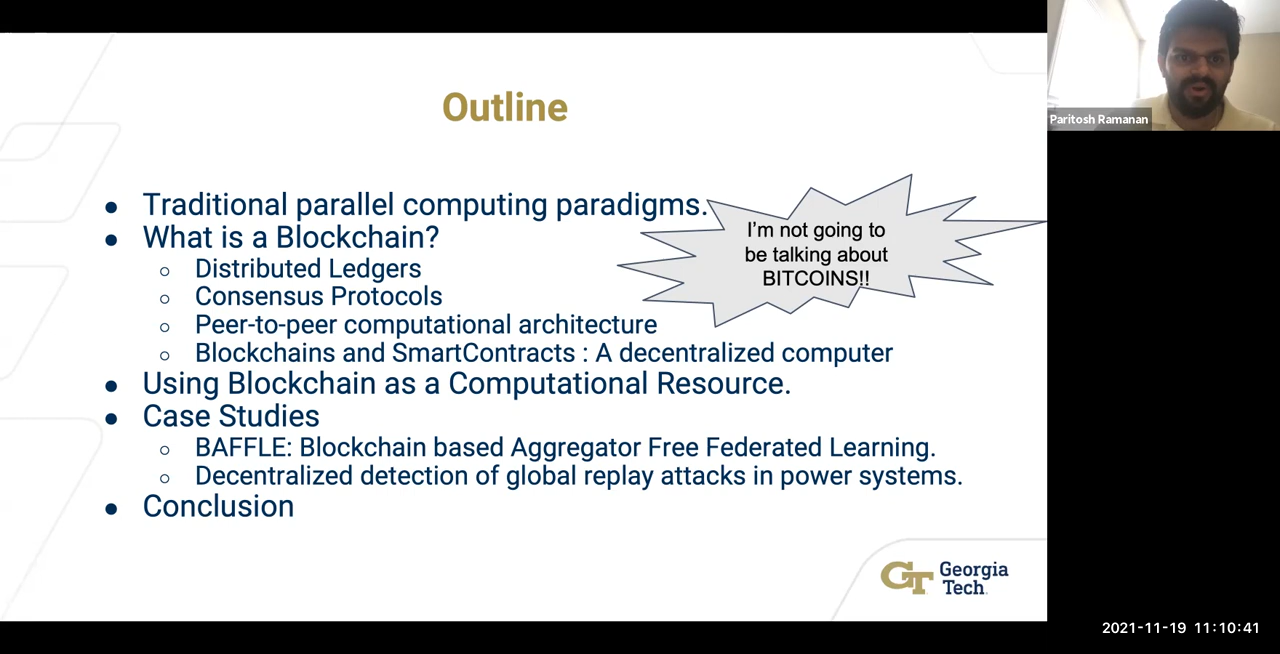 Outline
Paritosh Ramanan
● Traditional parallel computing paradigms.
● What is a Blockchain?
○ Distributed Ledgers
○ Consensus Protocols
○ Peer-to-peer computational architecture
○ Blockchains and SmartContracts : A decentralized computer
● Using Blockchain as a Computational Resource.
● Case Studies
○ BAFFLE: Blockchain based Aggregator Free Federated Learning.
○ Decentralized detection of global replay attacks in power systems.
● Conclusion
I'm not going to
be talking about
BITCOINS!!
GT
Georgia
Tech
2021-11-19 11:10:41